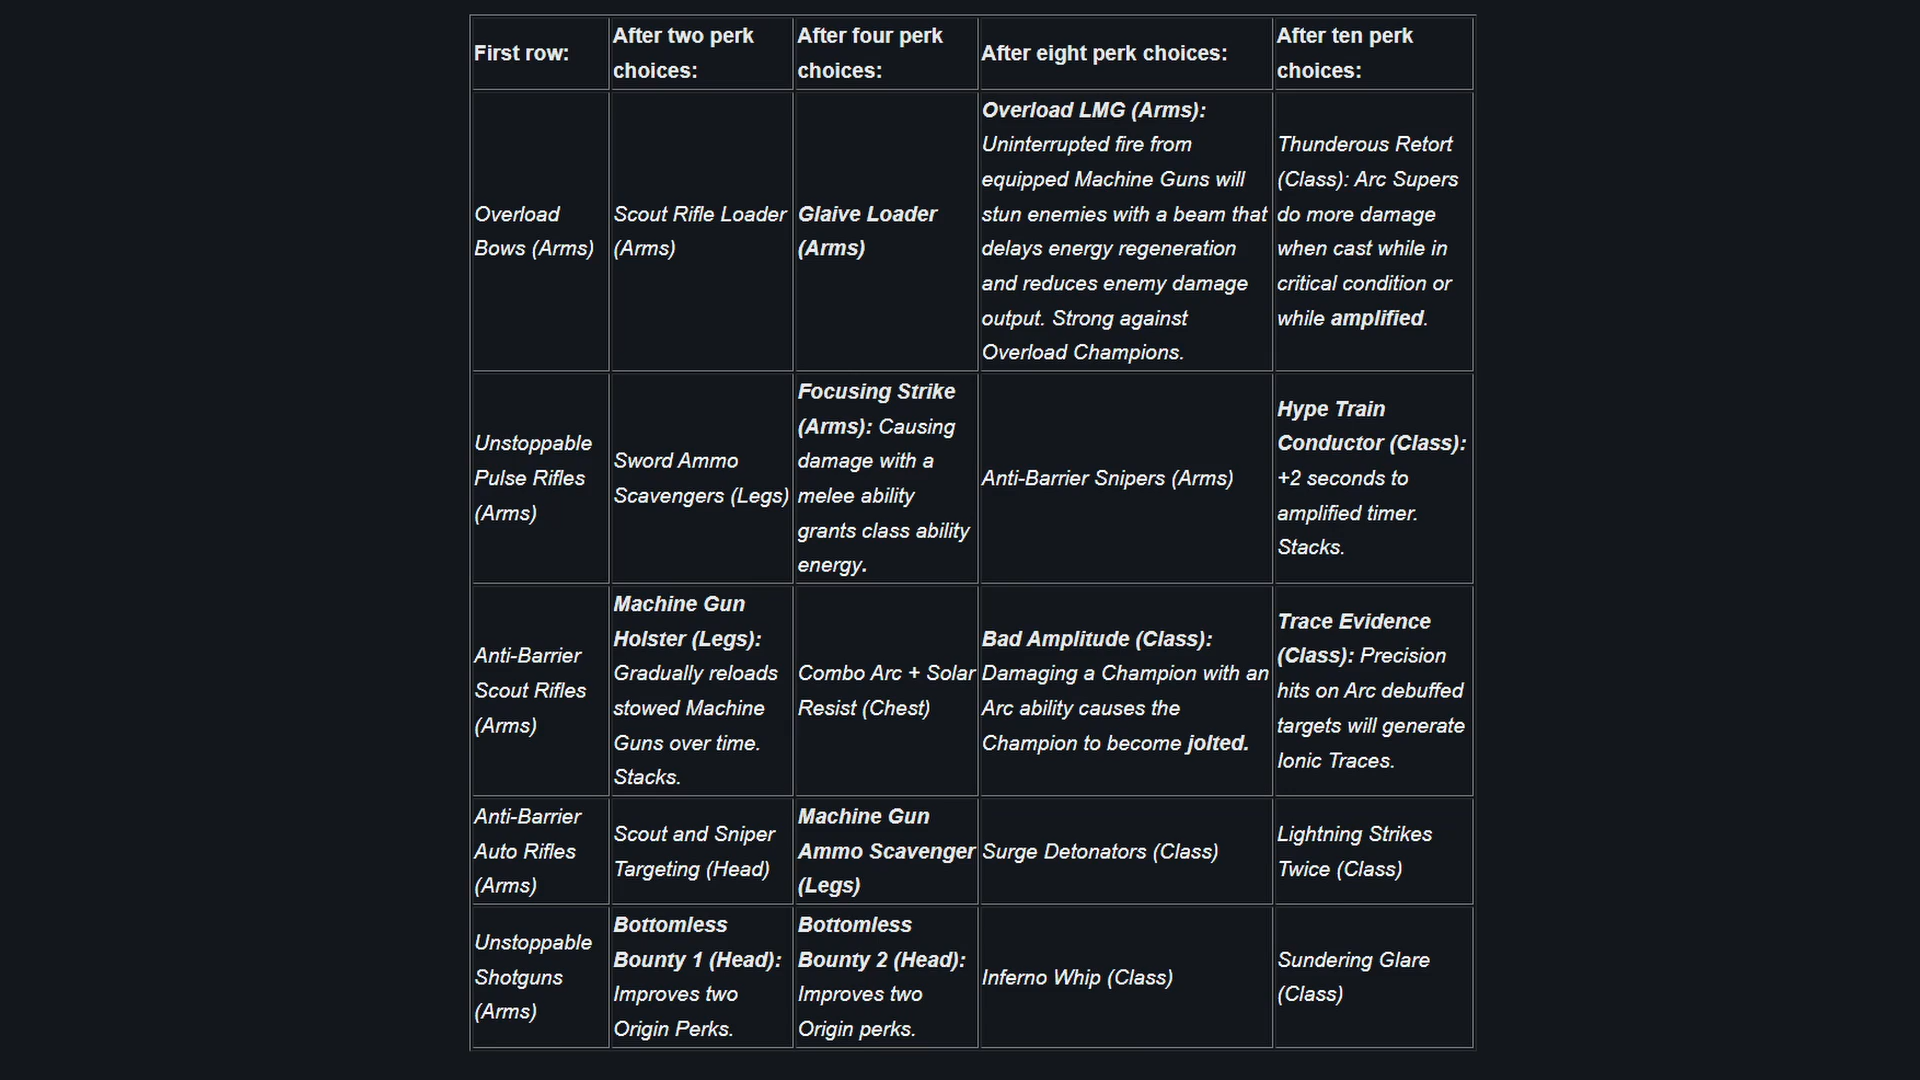 First row:
After two perk
choices:
After four perk
choices:
After eight perk choices:
After ten perk
choices:
Overload
Bows (Arms)
Scout Rifle Loader
(Arms)
Glaive Loader
(Arms)
Overload LMG (Arms):
Uninterrupted fire from
equipped Machine Guns will
stun enemies with a beam that
delays energy regeneration
and reduces enemy damage
output. Strong against
Overload Champions.
Thunderous Retort
(Class): Arc Supers
do more damage
when cast while in
critical condition or
while amplified.
Unstoppable
Pulse Rifles
(Arms)
Sword Ammo
Scavengers (Legs)
Focusing Strike
(Arms): Causing
damage with a
melee ability
grants class ability
energy.
Anti-Barrier Snipers (Arms)
Hype Train
Conductor (Class):
+2 seconds to
amplified timer.
Stacks.
Anti-Barrier
Scout Rifles
(Arms)
Machine Gun
Holster (Legs):
Gradually reloads
stowed Machine
Guns over time.
Stacks.
Combo Arc + Solar
Resist (Chest)
Bad Amplitude (Class):
Damaging a Champion with an
Arc ability causes the
Champion to become jolted.
Trace Evidence
(Class): Precision
hits on Arc debuffed
targets will generate
Ionic Traces.
Anti-Barrier
Auto Rifles
(Arms)
Scout and Sniper
Targeting (Head)
Machine Gun
Ammo Scavenger
(Legs)
Surge Detonators (Class)
Lightning Strikes
Twice (Class)
Unstoppable
Shotguns
(Arms)
Bottomless
Bounty 1 (Head):
Improves two
Origin Perks.
Bottomless
Bounty 2 (Head):
Improves two
Origin perks.
Inferno Whip (Class)
Sundering Glare
(Class)